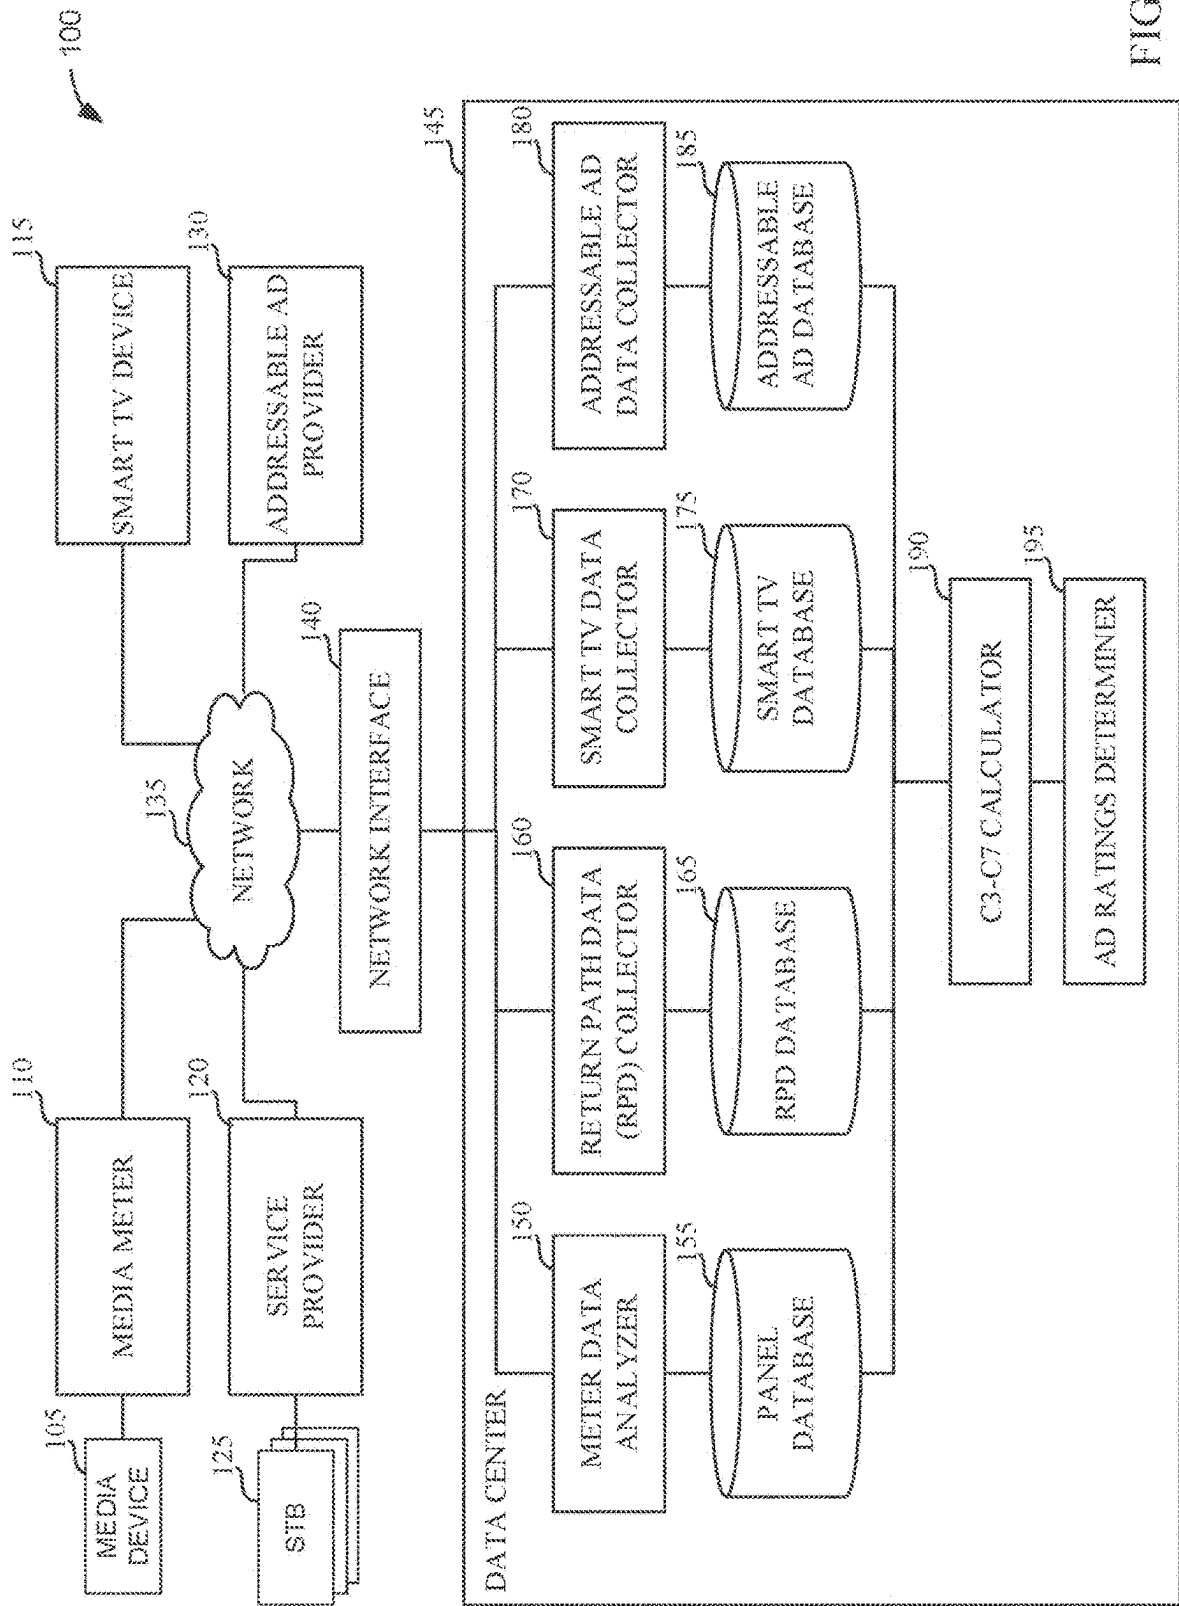 100
105
MEDIA
DEVICE
110
MEDIA METER
115
SMART TV DEVICE
125
STB
120
SERVICE
PROVIDER
135
NETWORK
130
ADDRESSABLE AD
PROVIDER
140
NETWORK INTERFACE
145
DATA CENTER
150
METER DATA
ANALYZER
160
RETURN PATH DATA
(RPD) COLLECTOR
170
SMART TV DATA
COLLECTOR
180
ADDRESSABLE AD
DATA COLLECTOR
155
PANEL
DATABASE
165
RPD DATABASE
175
SMART TV
DATABASE
185
ADDRESSABLE
AD DATABASE
190
C3-C7 CALCULATOR
195
AD RATINGS DETERMINER
FIG